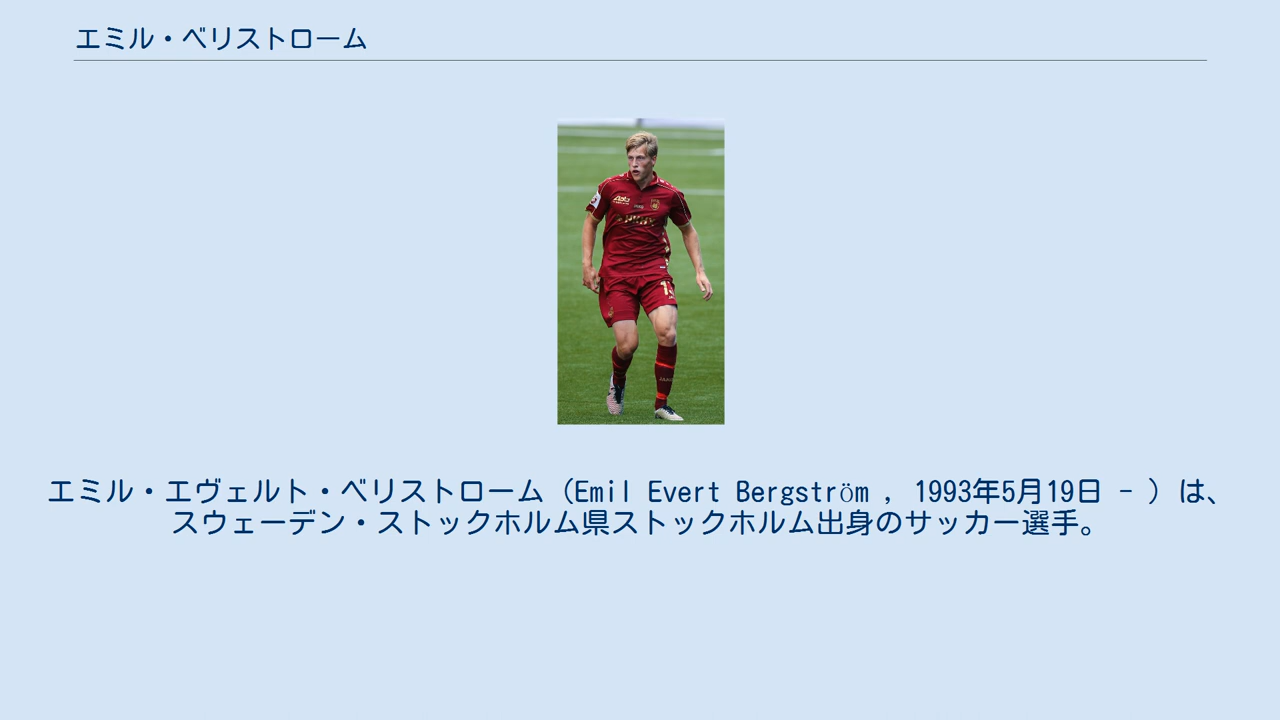 エミル・ベリストローム
エミル・エヴェルト・ベリストローム（Emil Evert Bergström , 1993年5月19日 - ）は、
スウェーデン・ストックホルム県ストックホルム出身のサッカー選手。